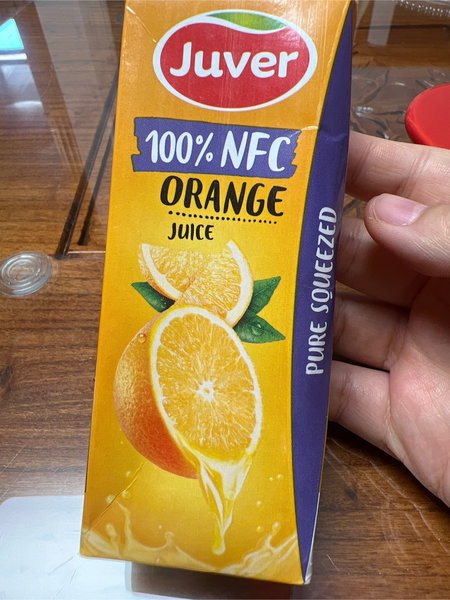 Juver
100% NFC
ORANGE
JUICE
PURE SQUEEZED